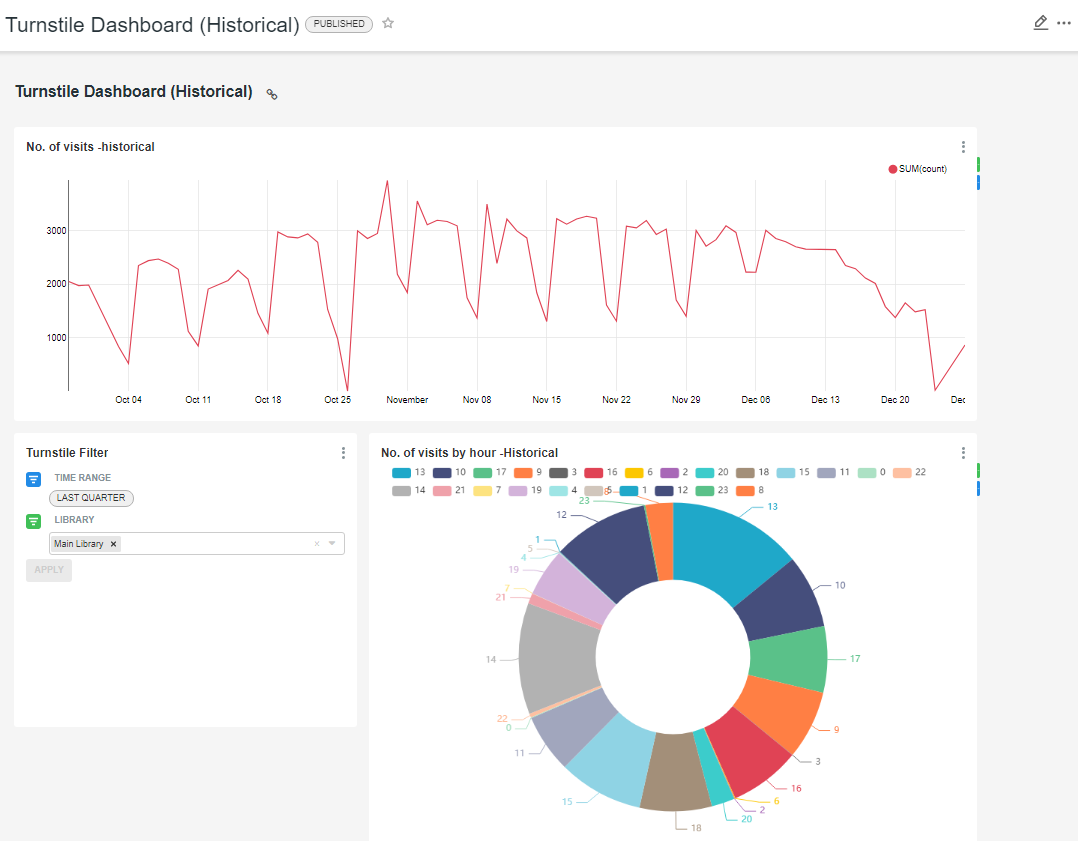 Turnstile Dashboard (Historical) PUBLISHED
Turnstile Dashboard (Historical)
No. of visits -historical
SUM(count)
3000
2000
1000
Oct 04 Oct 11 Oct 18 Oct 25 November Nov 08 Nov 15 Nov 22 Nov 29 Dec 06 Dec 13 Dec 20 Dec
Turnstile Filter
TIME RANGE
LAST QUARTER
LIBRARY
Main Library ×
APPLY
No. of visits by hour -Historical
13 10 17 9 3 16 6 2 20 18 15 11 0 22
14 21 7 19 4 5 1 12 23 8
8
23
13
12
1
5
4
10
19
7
21
17
14
22
0
9
11
3
16
15
6
2
20
18